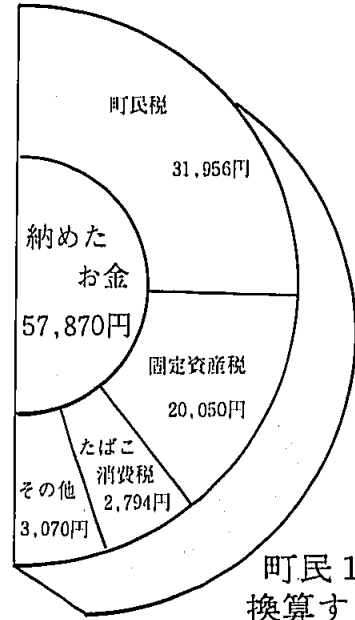 町民税
31,956円
納めた
お金
57,870円
固定資産税
20,050円
たばこ
消費税
2,794円
その他
3,070円
町民1
換算す